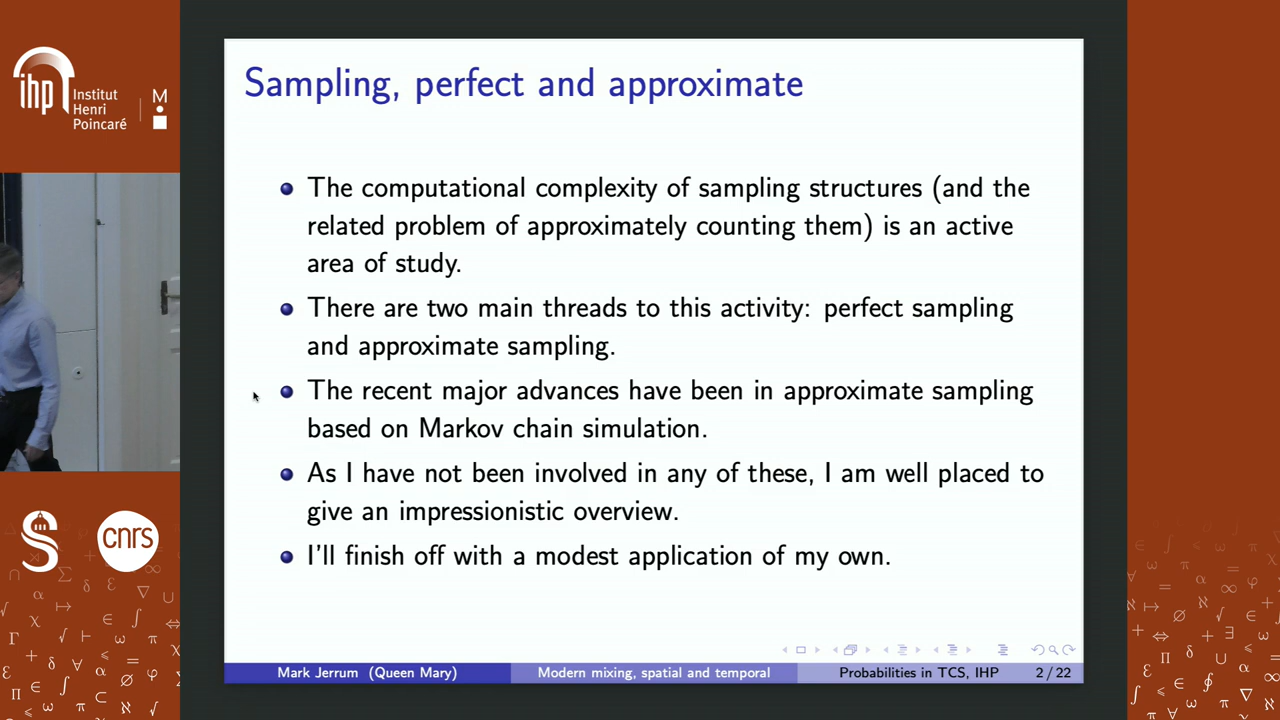 ihp
Institut
Henri
Poincaré
M
Sampling, perfect and approximate
The computational complexity of sampling structures (and the
related problem of approximately counting them) is an active
area of study.
There are two main threads to this activity: perfect sampling
and approximate sampling.
The recent major advances have been in approximate sampling
based on Markov chain simulation.
As I have not been involved in any of these, I am well placed to
give an impressionistic overview.
I'll finish off with a modest application of my own.
S
cnrs
Mark Jerrum (Queen Mary)
Modern mixing, spatial and temporal
Probabilities in TCS, IHP
2 / 22